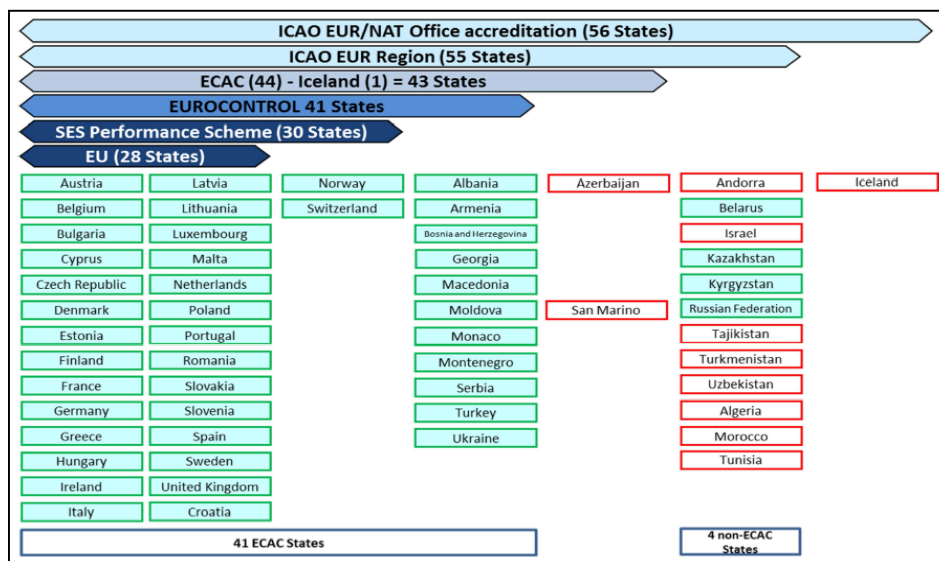 ICAO EUR/NAT Office accreditation (56 States)
ICAO EUR Region (55 States)
ECAC (44) - Iceland (1) = 43 States
EUROCONTROL 41 States
SES Performance Scheme (30 States)
EU (28 States)
Austria Latvia Norway Albania Azerbaijan Andorra Iceland
Belgium Lithuania Switzerland Armenia Belarus
Bulgaria Luxembourg Bosnia and Herzegovina Israel
Cyprus Malta Georgia Kazakhstan
Czech Republic Netherlands Macedonia Kyrgyzstan
Denmark Poland Moldova San Marino Russian Federation
Estonia Portugal Monaco Tajikistan
Finland Romania Montenegro Turkmenistan
France Slovakia Serbia Uzbekistan
Germany Slovenia Turkey Algeria
Greece Spain Ukraine Morocco
Hungary Sweden Tunisia
Ireland United Kingdom
Italy Croatia
41 ECAC States
4 non-ECAC
States